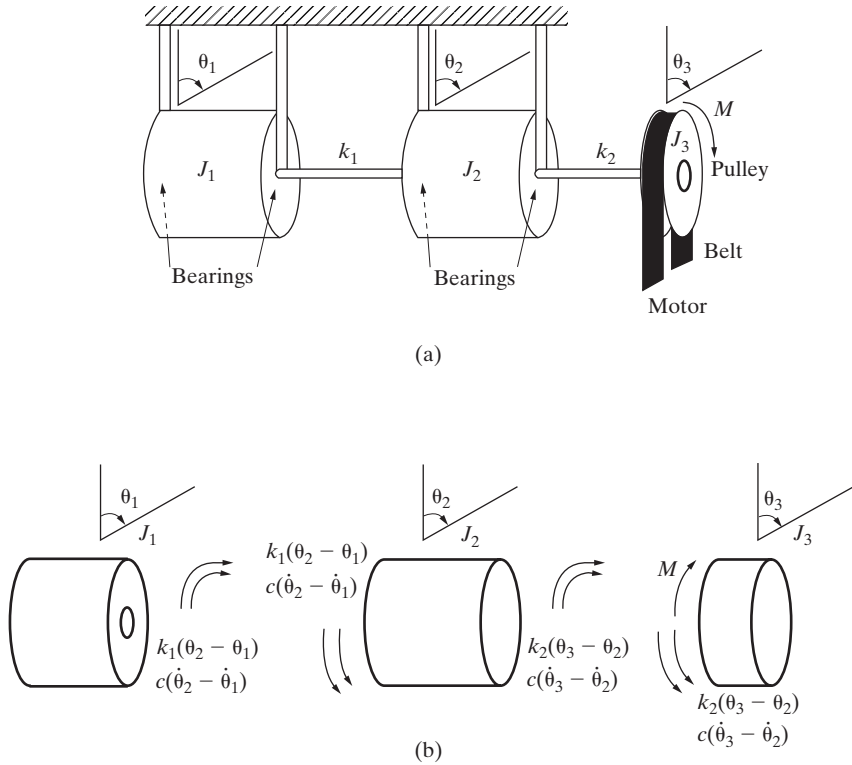 θ1
θ2
θ3
M
J1
k1
J2
k2
J3
Pulley
Bearings
Bearings
Belt
Motor
(a)
θ1
J1
θ2
J2
θ3
J3
k1(θ2 − θ1)
c(θ̇2 − θ̇1)
M
k1(θ2 − θ1)
c(θ̇2 − θ̇1)
k2(θ3 − θ2)
c(θ̇3 − θ̇2)
k2(θ3 − θ2)
c(θ̇3 − θ̇2)
(b)